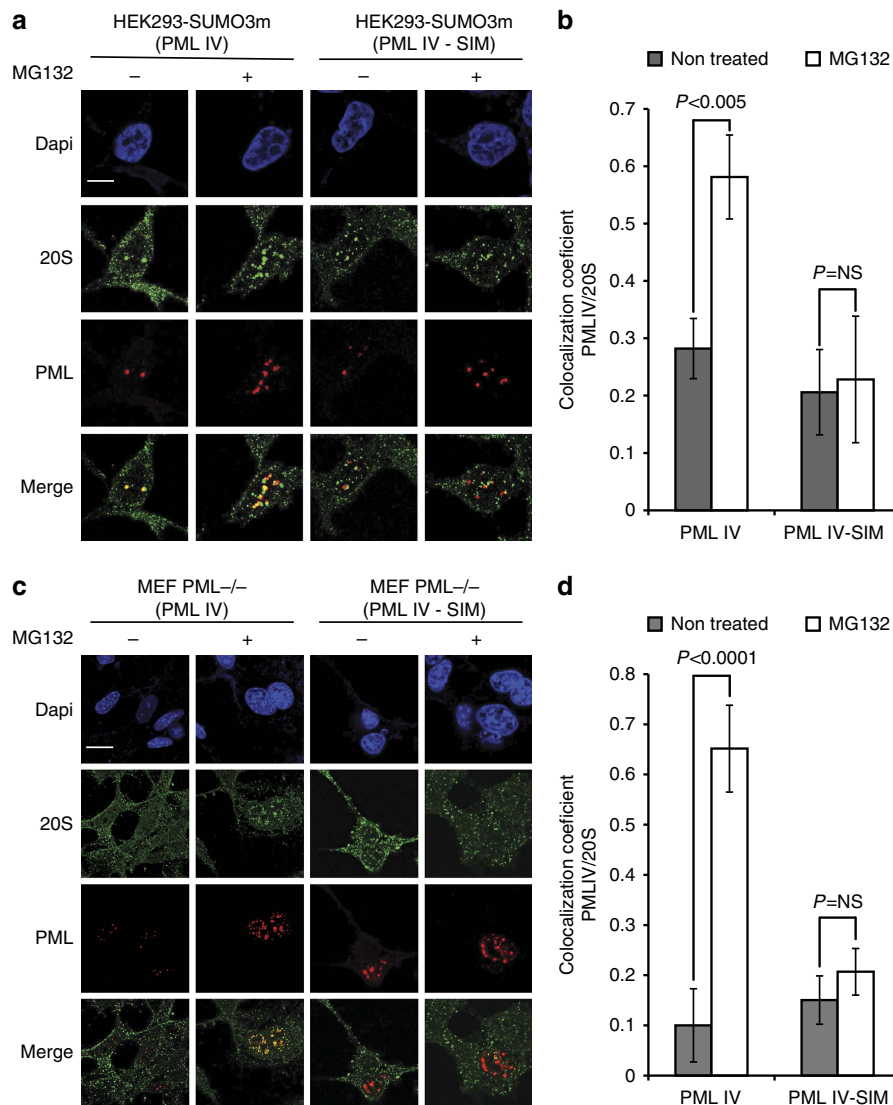 a
HEK293-SUMO3m
(PML IV)
HEK293-SUMO3m
(PML IV - SIM)
MG132
–
+
–
+
Dapi
20S
PML
Merge
b
Non treated
MG132
0.7
0.6
0.5
0.4
0.3
0.2
0.1
0
Colocalization coeficient
PMLIV/20S
P<0.005
P=NS
PML IV
PML IV-SIM
c
MEF PML–/–
(PML IV)
MEF PML–/–
(PML IV - SIM)
MG132
–
+
–
+
Dapi
20S
PML
Merge
d
Non treated
MG132
0.8
0.7
0.6
0.5
0.4
0.3
0.2
0.1
0
Colocalization coeficient
PMLIV/20S
P<0.0001
P=NS
PML IV
PML IV-SIM